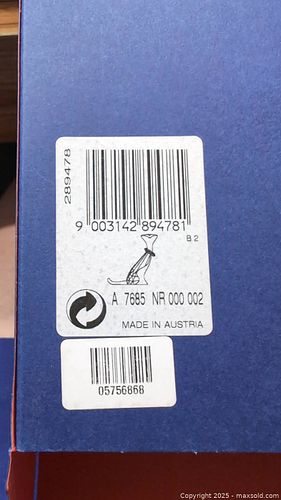 289478
9 003142 894781
B.2
A 7685 NR 000 002
MADE IN AUSTRIA
05756868
Copyright 2025 - maxsold.com